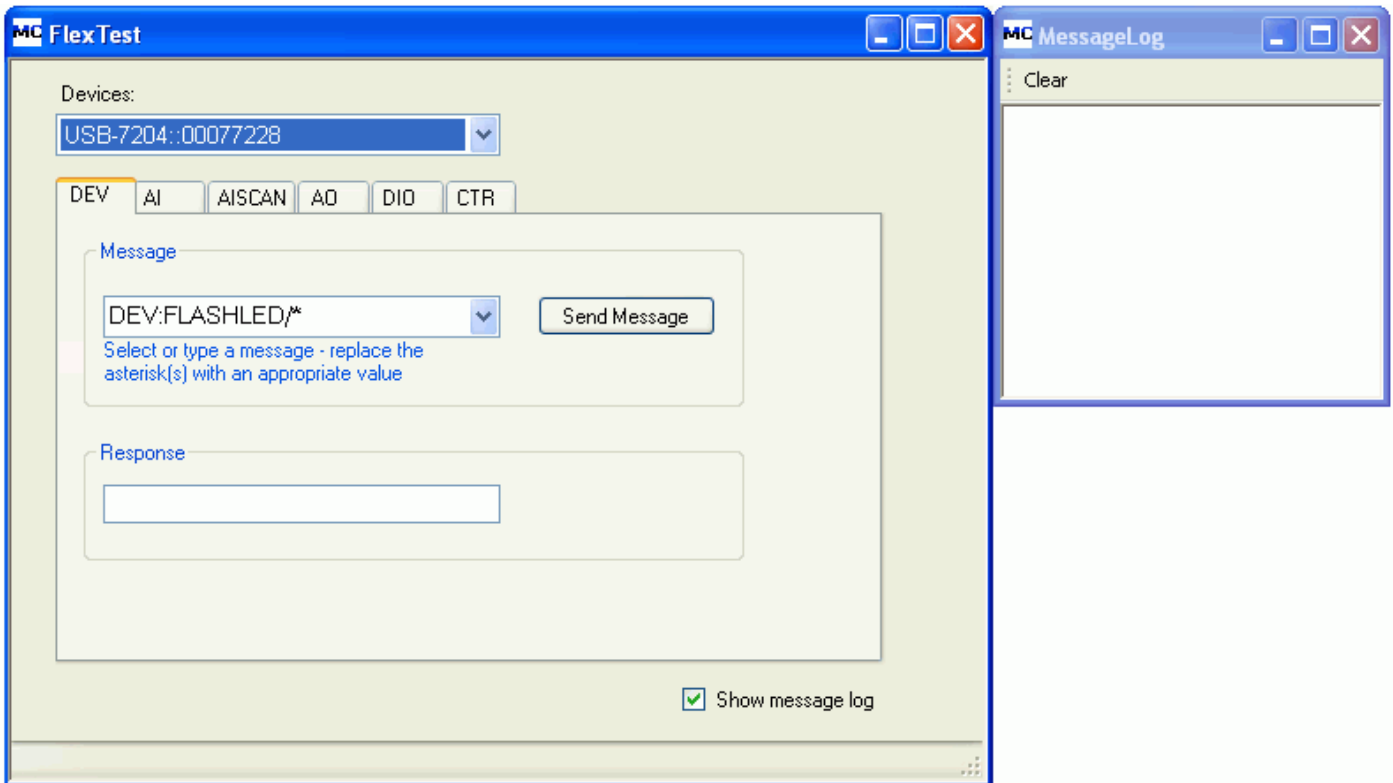 MC FlexTest
Devices:
USB-7204::00077228
DEV AI AISCAN AO DIO CTR
Message
DEV:FLASHLED/*
Send Message
Select or type a message - replace the
asterisk(s) with an appropriate value
Response
Show message log
MC MessageLog
Clear